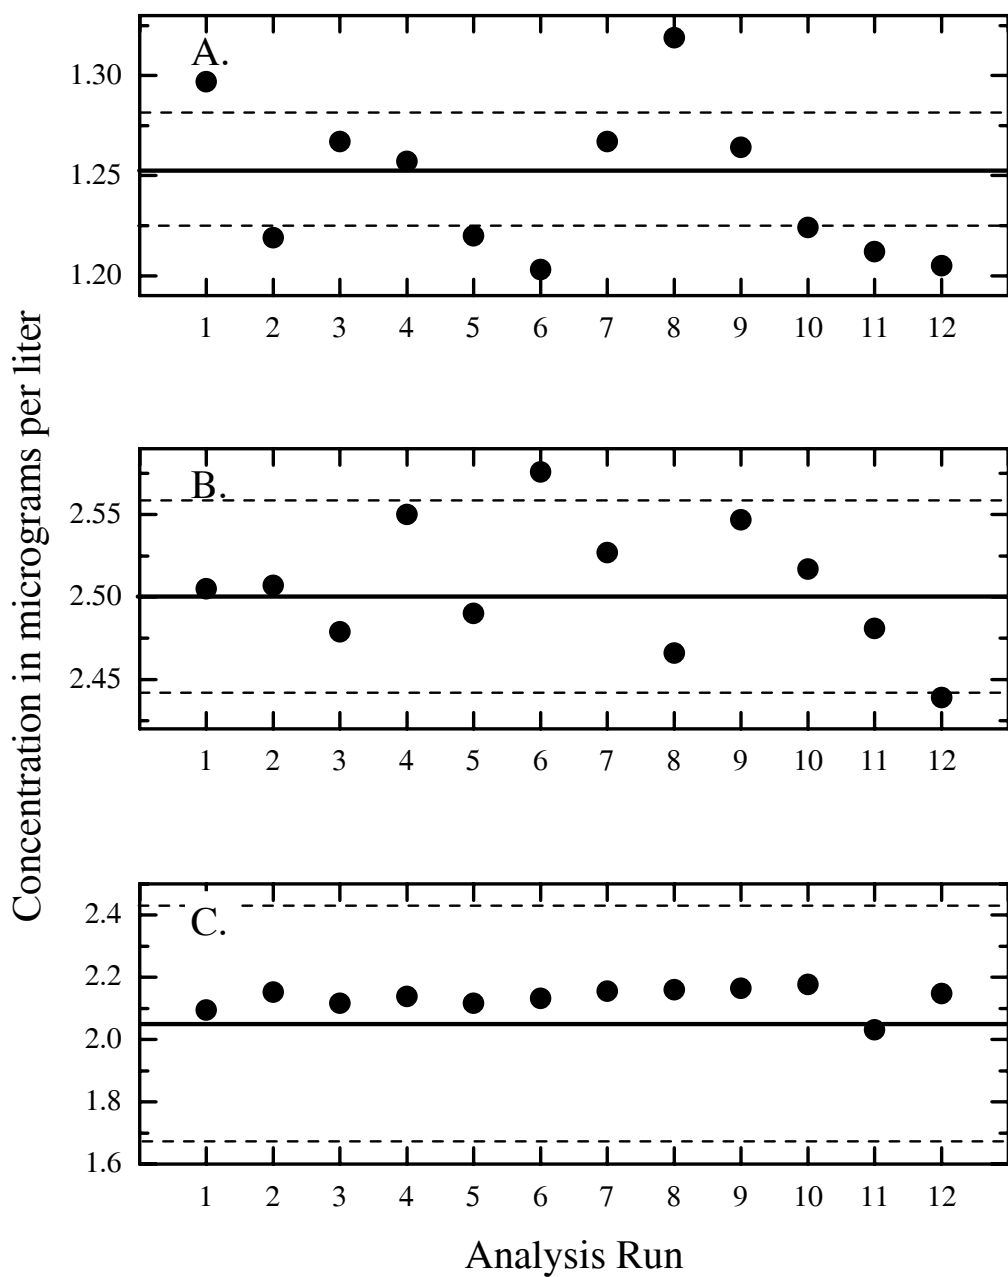 Concentration in micrograms per liter
A.
1.30
1.25
1.20
1 2 3 4 5 6 7 8 9 10 11 12
B.
2.55
2.50
2.45
1 2 3 4 5 6 7 8 9 10 11 12
C.
2.4
2.2
2.0
1.8
1.6
1 2 3 4 5 6 7 8 9 10 11 12
Analysis Run